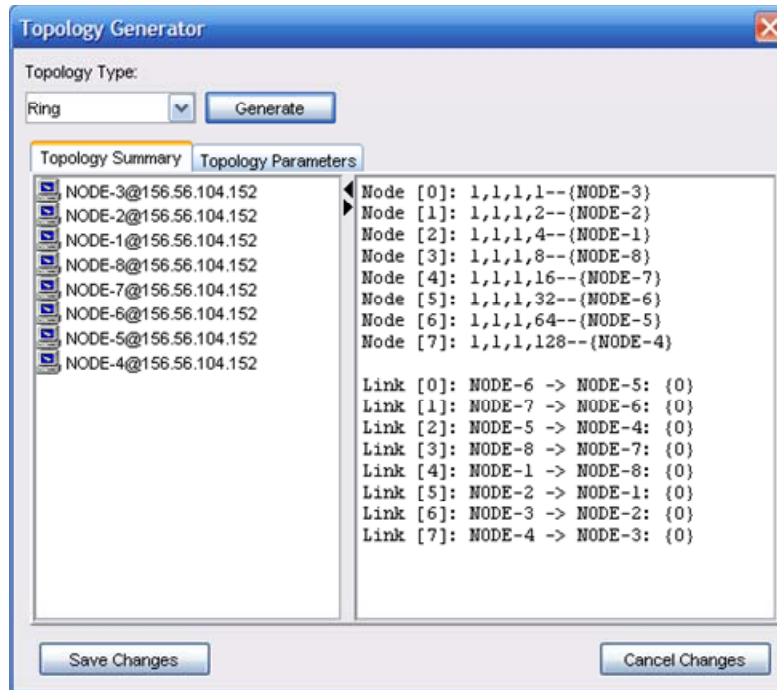 Topology Generator
Topology Type:
Ring
Generate
Topology Summary
Topology Parameters
NODE-3@156.56.104.152
NODE-2@156.56.104.152
NODE-1@156.56.104.152
NODE-8@156.56.104.152
NODE-7@156.56.104.152
NODE-6@156.56.104.152
NODE-5@156.56.104.152
NODE-4@156.56.104.152
Node [0]: 1,1,1,1--{NODE-3}
Node [1]: 1,1,1,2--{NODE-2}
Node [2]: 1,1,1,4--{NODE-1}
Node [3]: 1,1,1,8--{NODE-8}
Node [4]: 1,1,1,16--{NODE-7}
Node [5]: 1,1,1,32--{NODE-6}
Node [6]: 1,1,1,64--{NODE-5}
Node [7]: 1,1,1,128--{NODE-4}
Link [0]: NODE-6 -> NODE-5: {0}
Link [1]: NODE-7 -> NODE-6: {0}
Link [2]: NODE-5 -> NODE-4: {0}
Link [3]: NODE-8 -> NODE-7: {0}
Link [4]: NODE-1 -> NODE-8: {0}
Link [5]: NODE-2 -> NODE-1: {0}
Link [6]: NODE-3 -> NODE-2: {0}
Link [7]: NODE-4 -> NODE-3: {0}
Save Changes
Cancel Changes